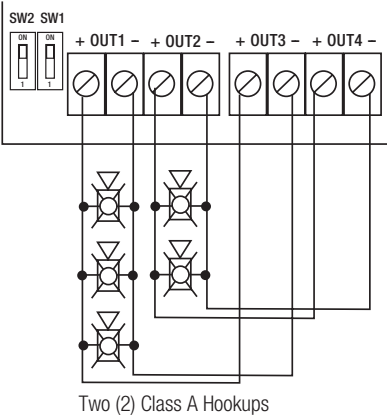 SW2 SW1
+ OUT1 – + OUT2 – + OUT3 – + OUT4 –
ON ON
1 1
Two (2) Class A Hookups